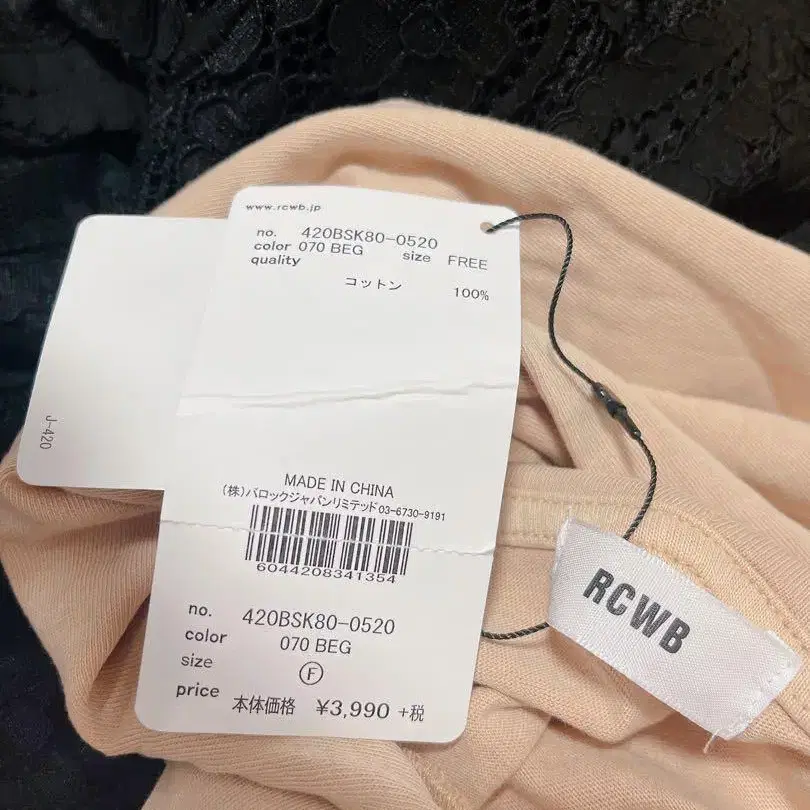 www.rcwb.jp
no. 420BSK80-0520
color 070 BEG size FREE
quality
コットン 100%
J-420
MADE IN CHINA
(株)バロックジャパンリミテッド03-6730-9191
6044208341354
no. 420BSK80-0520
color 070 BEG
size F
price 本体価格 ¥3,990 +税
RCWB